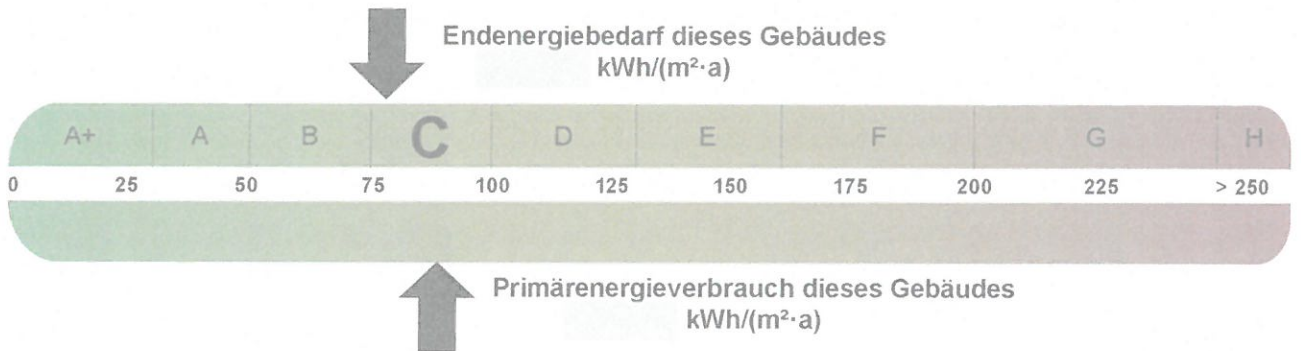 Endenergiebedarf dieses Gebäudes
kWh/(m²·a)
A+ A B C D E F G H
0 25 50 75 100 125 150 175 200 225 > 250
Primärenergieverbrauch dieses Gebäudes
kWh/(m²·a)